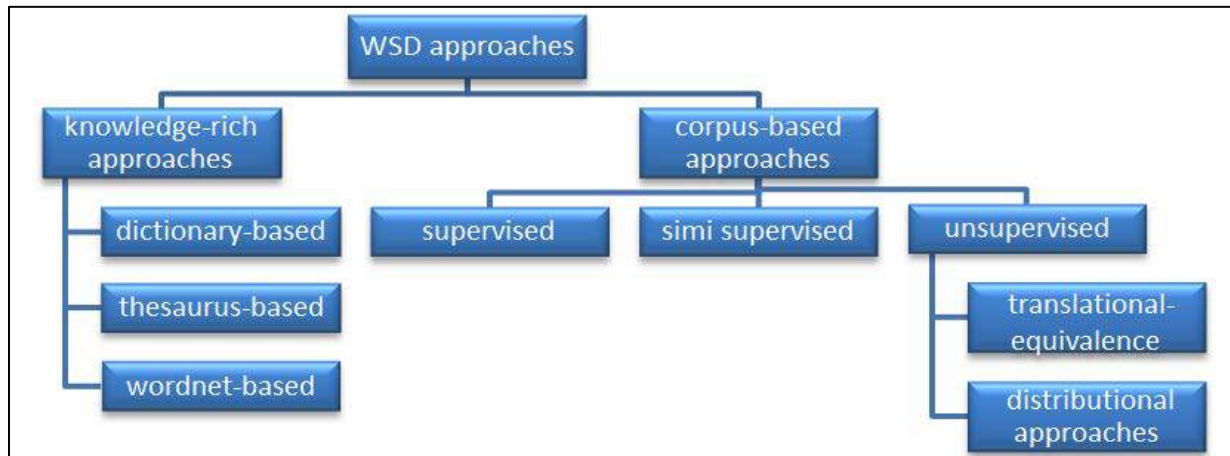 WSD approaches
knowledge-rich
approaches
corpus-based
approaches
dictionary-based
thesaurus-based
wordnet-based
supervised
simi supervised
unsupervised
translational-
equivalence
distributional
approaches